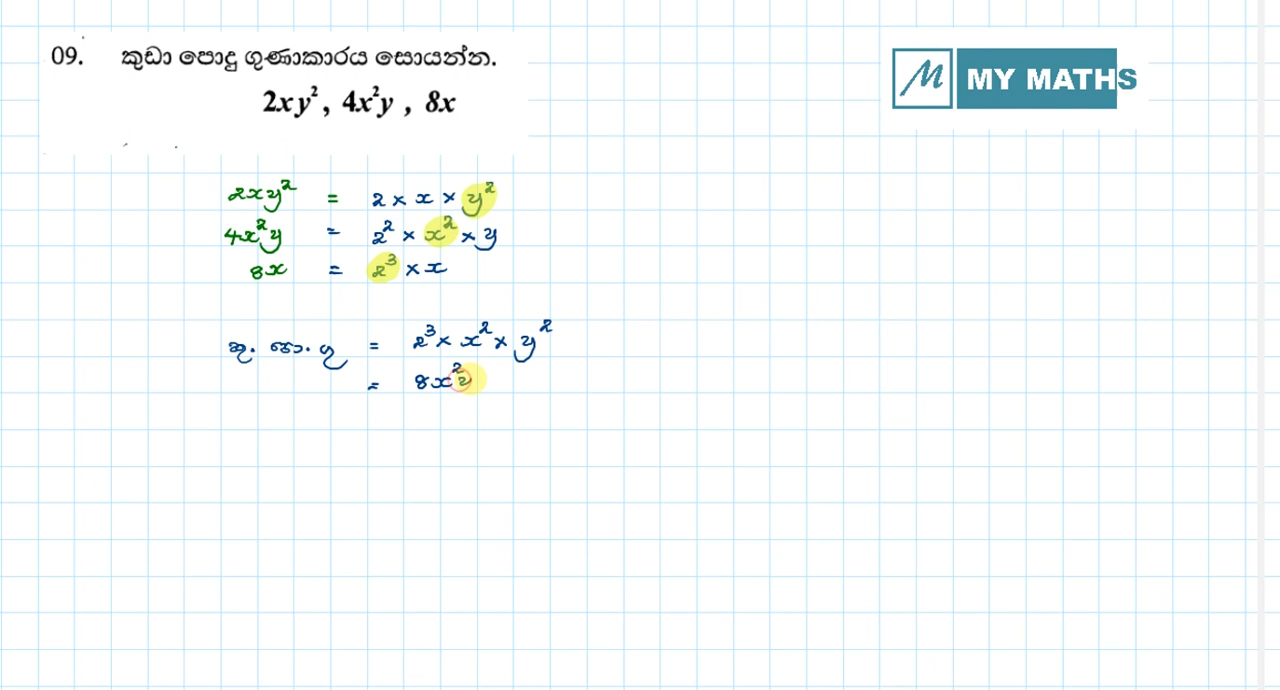 09. කුඩා පොදු ගුණාකාරය සොයන්න.
2xy², 4x²y, 8x
M MY MATHS
2xy² = 2 × x × y²
4x²y = 2² × x² × y
8x = 2³ × x
කු. පො. ගු = 2³ × x² × y²
= 8x²